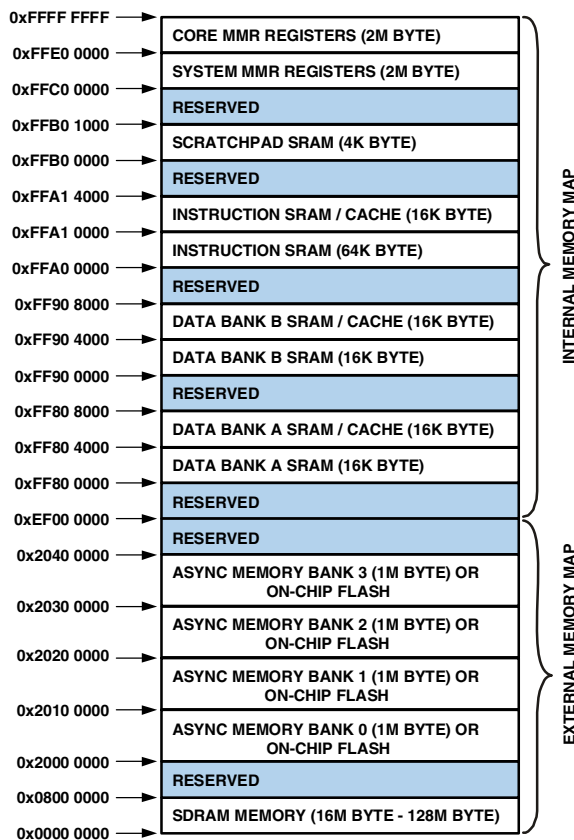 0xFFFF FFFF
CORE MMR REGISTERS (2M BYTE)
0xFFE0 0000
SYSTEM MMR REGISTERS (2M BYTE)
0xFFC0 0000
RESERVED
0xFFB0 1000
SCRATCHPAD SRAM (4K BYTE)
0xFFB0 0000
RESERVED
0xFFA1 4000
INSTRUCTION SRAM / CACHE (16K BYTE)
0xFFA1 0000
INSTRUCTION SRAM (64K BYTE)
0xFFA0 0000
RESERVED
0xFF90 8000
DATA BANK B SRAM / CACHE (16K BYTE)
0xFF90 4000
DATA BANK B SRAM (16K BYTE)
0xFF90 0000
RESERVED
0xFF80 8000
DATA BANK A SRAM / CACHE (16K BYTE)
0xFF80 4000
DATA BANK A SRAM (16K BYTE)
0xFF80 0000
RESERVED
0xEF00 0000
RESERVED
0x2040 0000
ASYNC MEMORY BANK 3 (1M BYTE) OR
ON-CHIP FLASH
0x2030 0000
ASYNC MEMORY BANK 2 (1M BYTE) OR
ON-CHIP FLASH
0x2020 0000
ASYNC MEMORY BANK 1 (1M BYTE) OR
ON-CHIP FLASH
0x2010 0000
ASYNC MEMORY BANK 0 (1M BYTE) OR
ON-CHIP FLASH
0x2000 0000
RESERVED
0x0800 0000
SDRAM MEMORY (16M BYTE - 128M BYTE)
0x0000 0000
INTERNAL MEMORY MAP
EXTERNAL MEMORY MAP